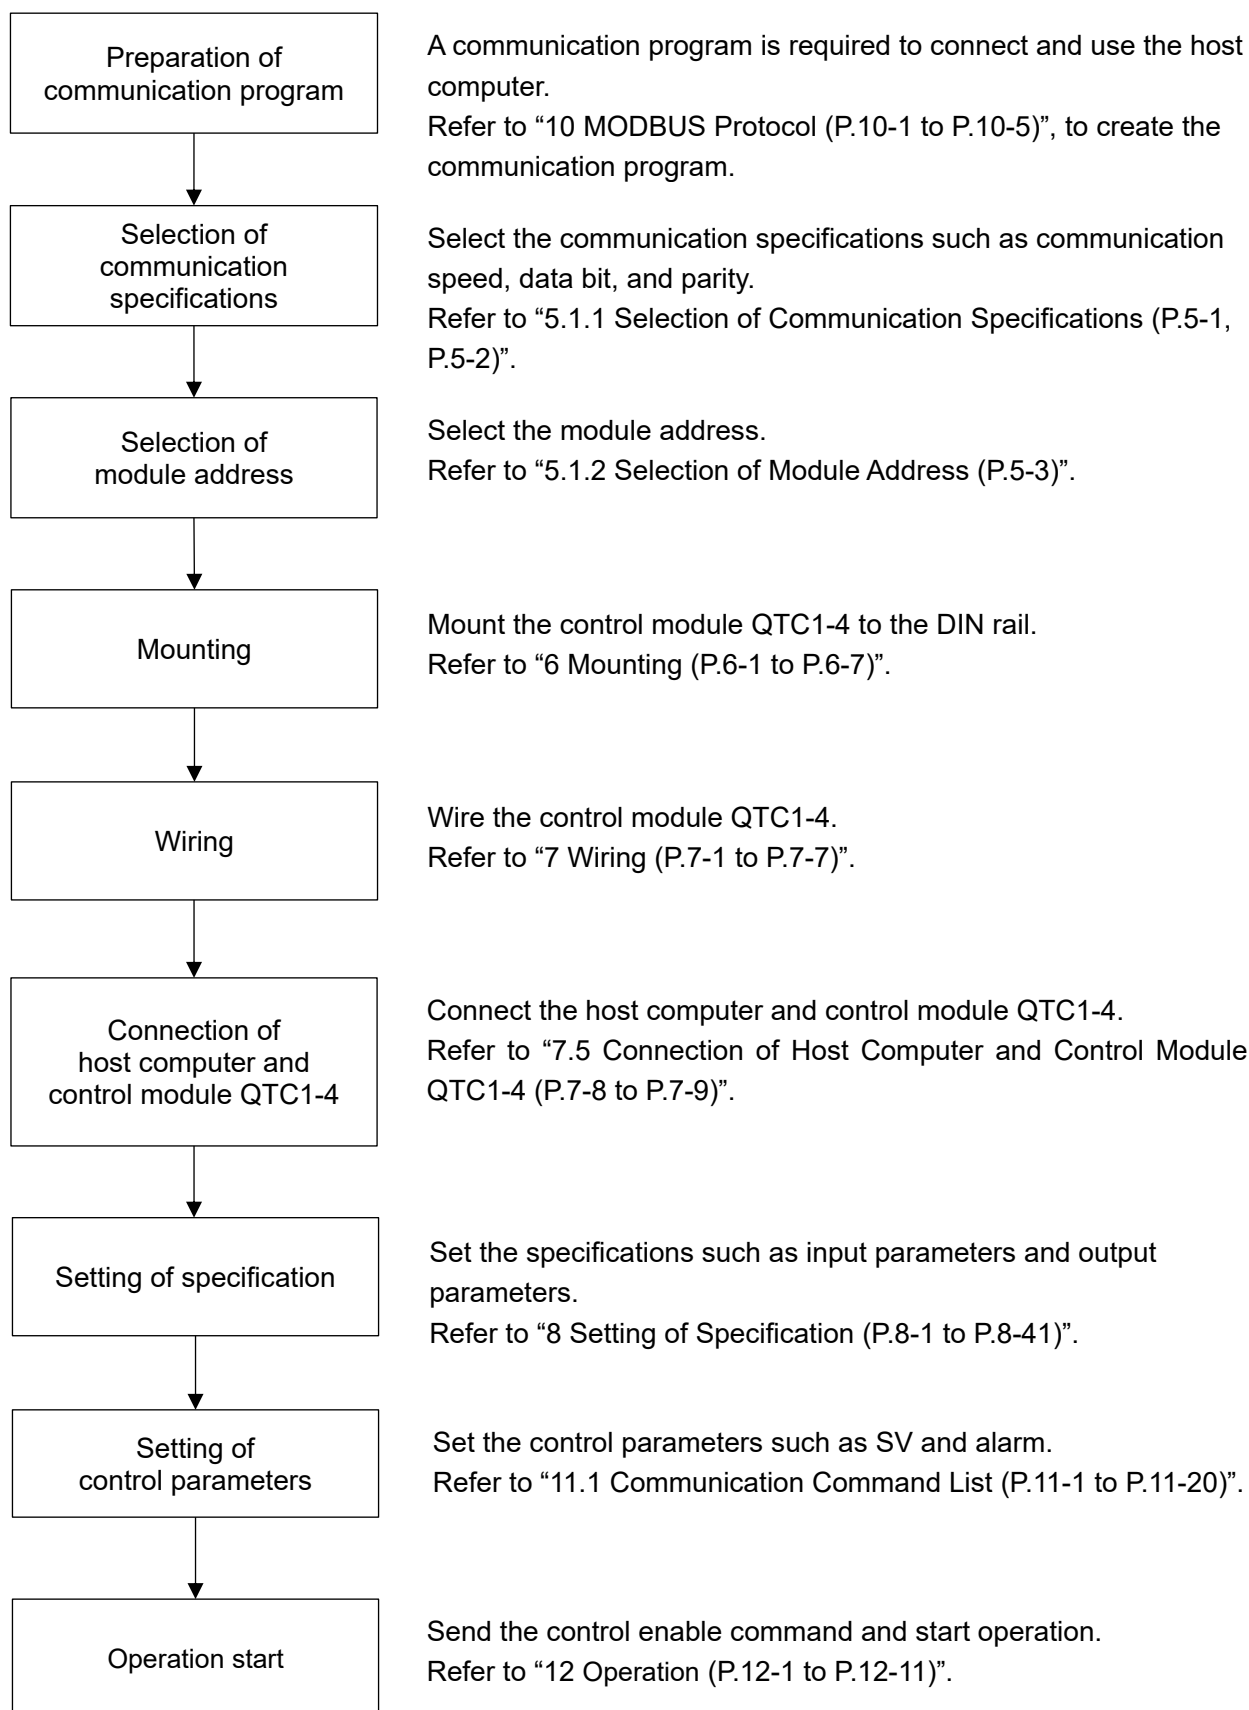 Preparation of
communication program
A communication program is required to connect and use the host
computer.
Refer to “10 MODBUS Protocol (P.10-1 to P.10-5)”, to create the
communication program.
Selection of
communication
specifications
Select the communication specifications such as communication
speed, data bit, and parity.
Refer to “5.1.1 Selection of Communication Specifications (P.5-1,
P.5-2)”.
Selection of
module address
Select the module address.
Refer to “5.1.2 Selection of Module Address (P.5-3)”.
Mounting
Mount the control module QTC1-4 to the DIN rail.
Refer to “6 Mounting (P.6-1 to P.6-7)”.
Wiring
Wire the control module QTC1-4.
Refer to “7 Wiring (P.7-1 to P.7-7)”.
Connection of
host computer and
control module QTC1-4
Connect the host computer and control module QTC1-4.
Refer to “7.5 Connection of Host Computer and Control Module
QTC1-4 (P.7-8 to P.7-9)”.
Setting of specification
Set the specifications such as input parameters and output
parameters.
Refer to “8 Setting of Specification (P.8-1 to P.8-41)”.
Setting of
control parameters
Set the control parameters such as SV and alarm.
Refer to “11.1 Communication Command List (P.11-1 to P.11-20)”.
Operation start
Send the control enable command and start operation.
Refer to “12 Operation (P.12-1 to P.12-11)”.